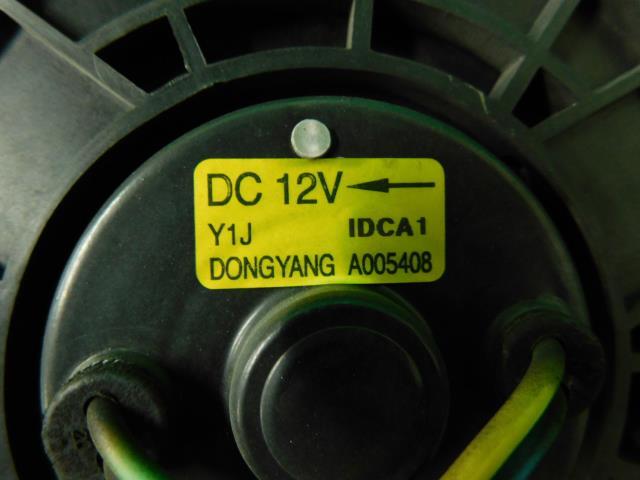 DC 12V ←
Y1J IDCA1
DONGYANG A005408